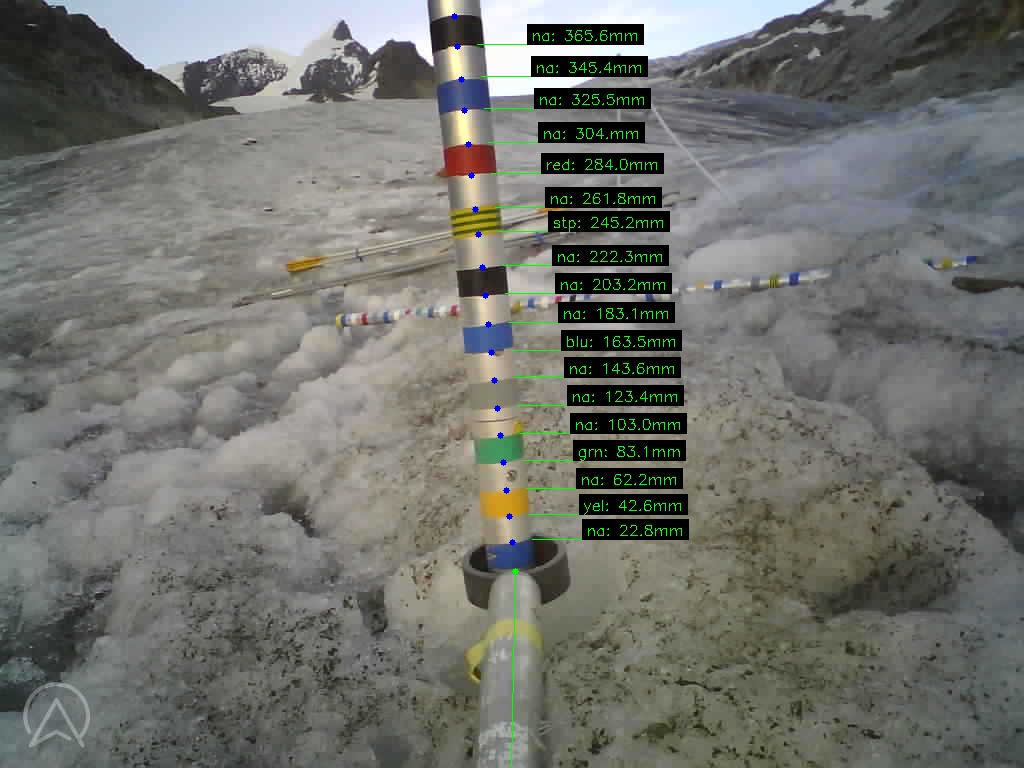 na: 365.6mm
na: 345.4mm
na: 325.5mm
na: 304.mm
red: 284.0mm
na: 261.8mm
stp: 245.2mm
na: 222.3mm
na: 203.2mm
na: 183.1mm
blu: 163.5mm
na: 143.6mm
na: 123.4mm
na: 103.0mm
grn: 83.1mm
na: 62.2mm
yel: 42.6mm
na: 22.8mm